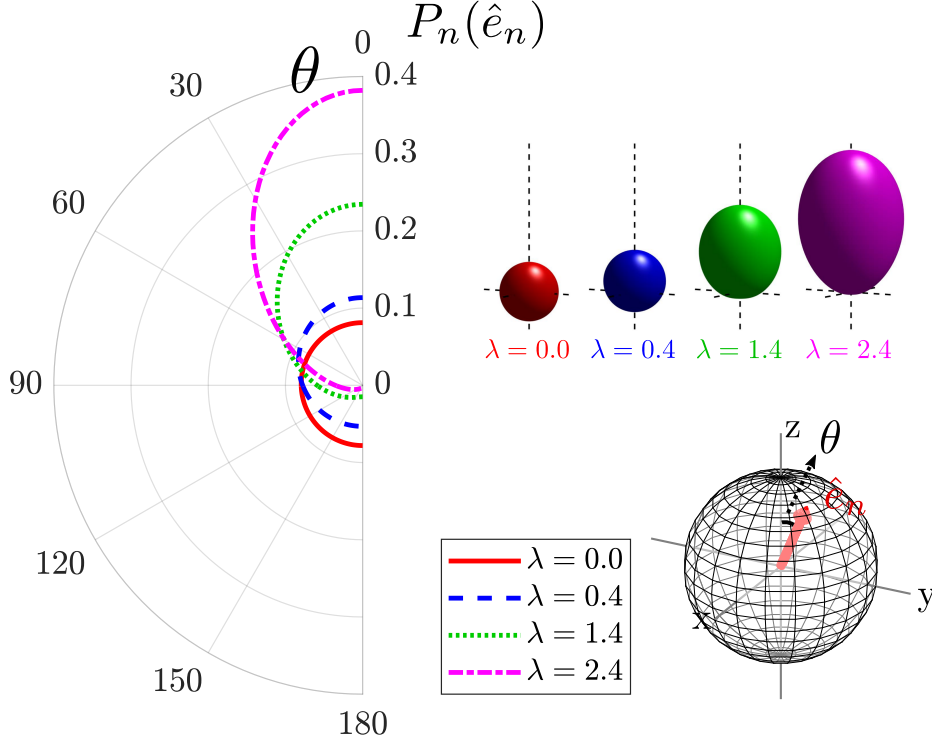 P_n(ê_n)
0
θ
0.4
30
0.3
60
0.2
0.1
90
0
λ = 0.0
λ = 0.4
λ = 1.4
λ = 2.4
z
θ
ê_n
y
x
λ = 0.0
λ = 0.4
λ = 1.4
λ = 2.4
120
150
180